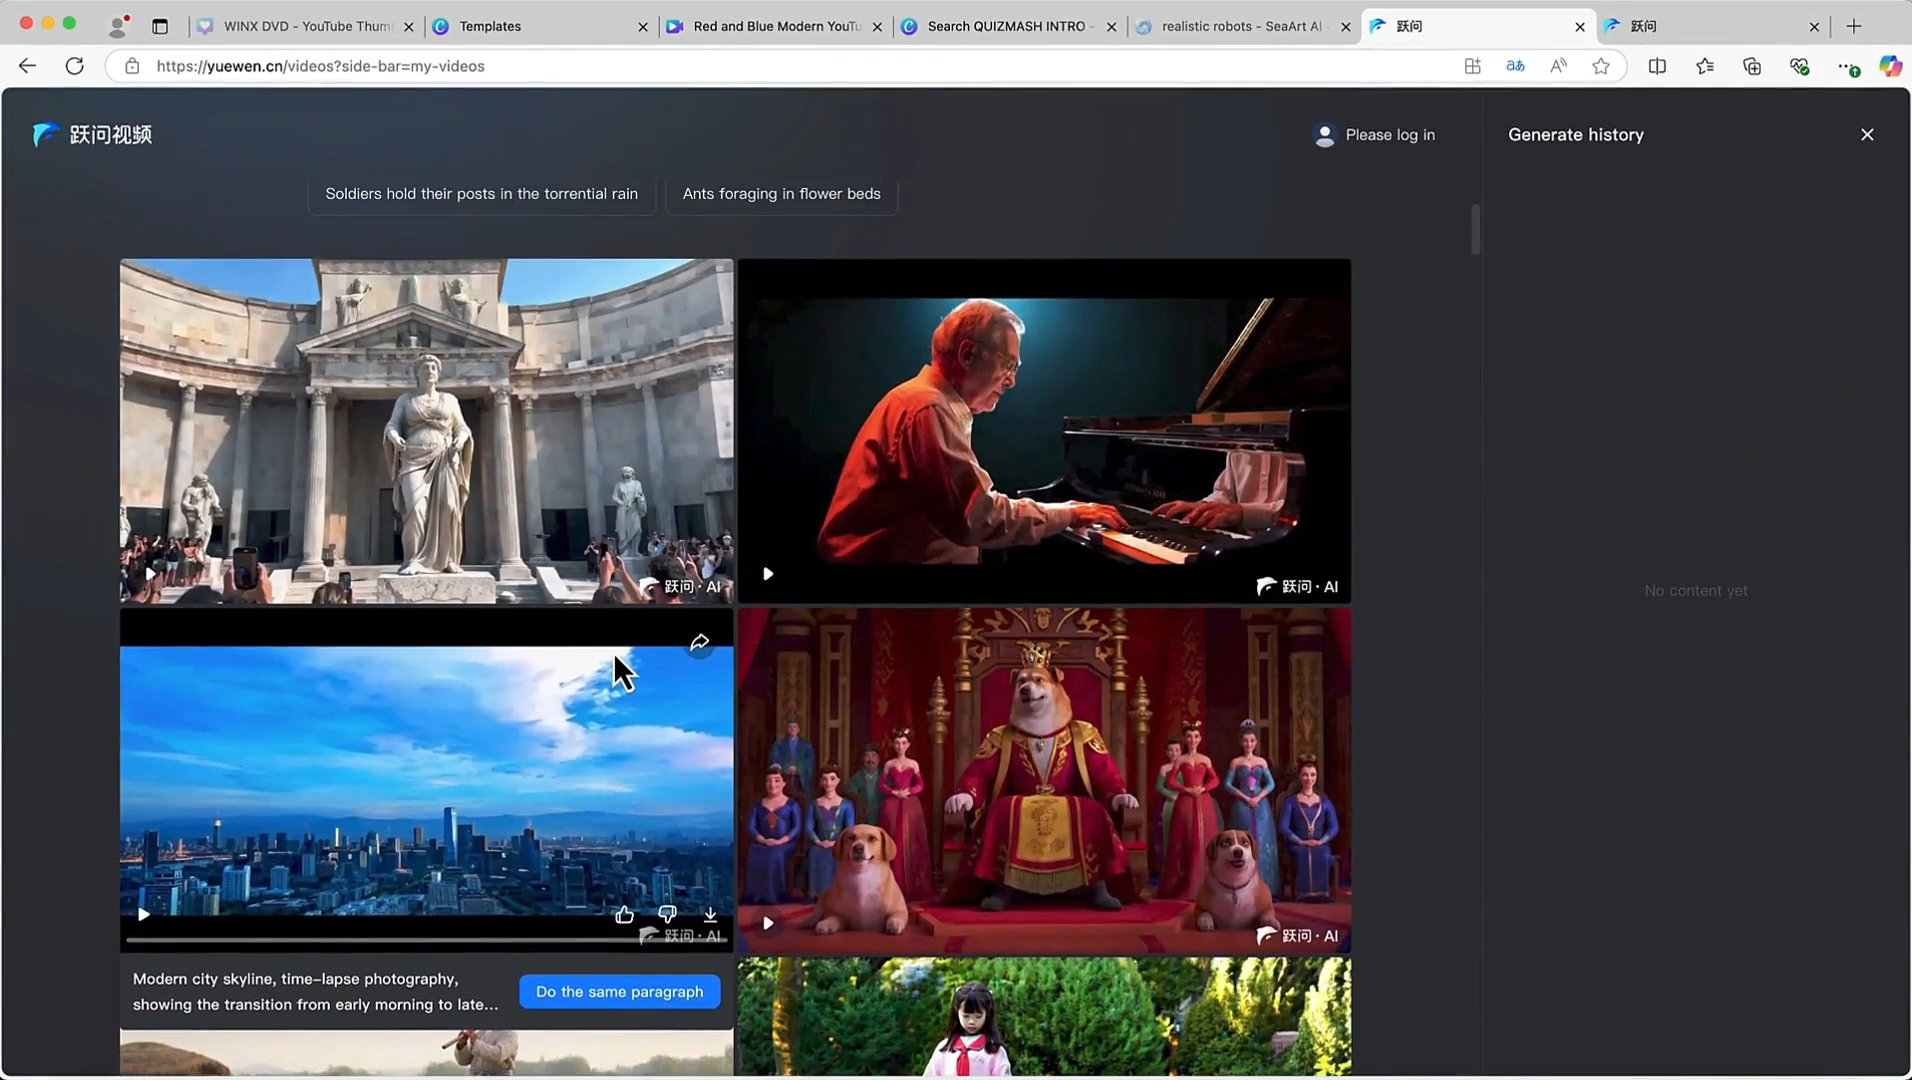 WINX DVD - YouTube Thum
Templates
Red and Blue Modern YouTu
Search QUIZMASH INTRO -
realistic robots - SeaArt AI -
跃问
跃问
https://yuewen.cn/videos?side-bar=my-videos
跃问视频
Please log in
Generate history
Soldiers hold their posts in the torrential rain
Ants foraging in flower beds
跃问·AI
跃问·AI
No content yet
跃问·AI
跃问·AI
Modern city skyline, time-lapse photography,
showing the transition from early morning to late...
Do the same paragraph